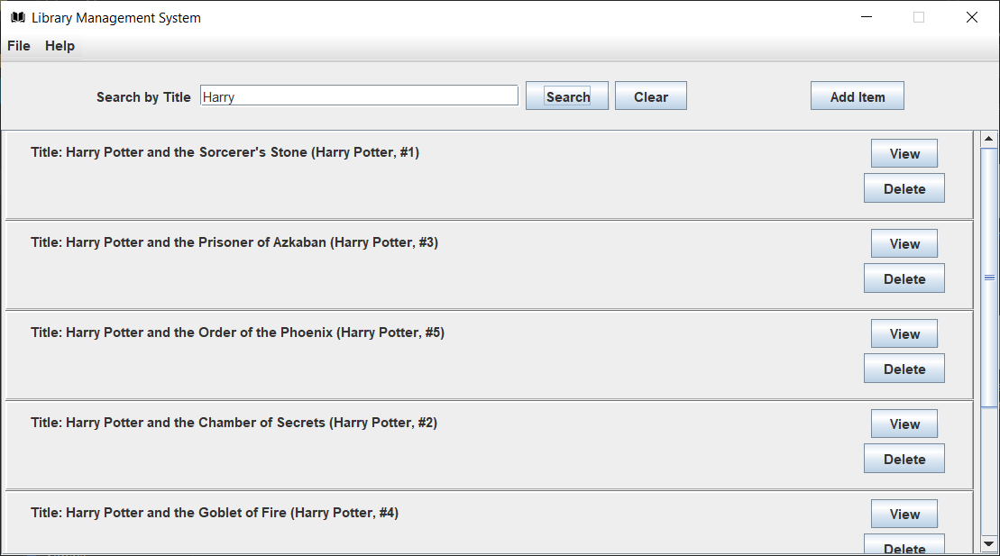 Library Management System
File Help
Search by Title Harry Search Clear Add Item
Title: Harry Potter and the Sorcerer's Stone (Harry Potter, #1) View
Delete
Title: Harry Potter and the Prisoner of Azkaban (Harry Potter, #3) View
Delete
Title: Harry Potter and the Order of the Phoenix (Harry Potter, #5) View
Delete
Title: Harry Potter and the Chamber of Secrets (Harry Potter, #2) View
Delete
Title: Harry Potter and the Goblet of Fire (Harry Potter, #4) View
Delete